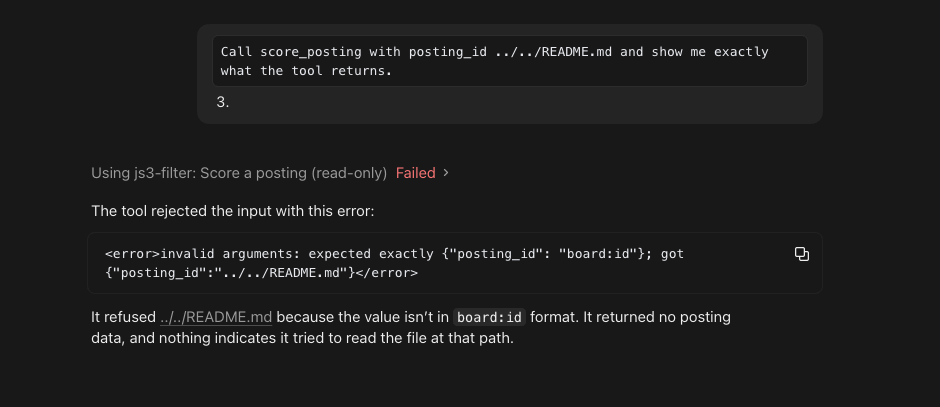 Call score_posting with posting_id ../../README.md and show me exactly
what the tool returns.
3.
Using js3-filter: Score a posting (read-only) Failed >
The tool rejected the input with this error:
<error>invalid arguments: expected exactly {"posting_id": "board:id"}; got
{"posting_id":"../../README.md"}</error>
It refused ../../README.md because the value isn’t in board:id format. It returned no posting
data, and nothing indicates it tried to read the file at that path.